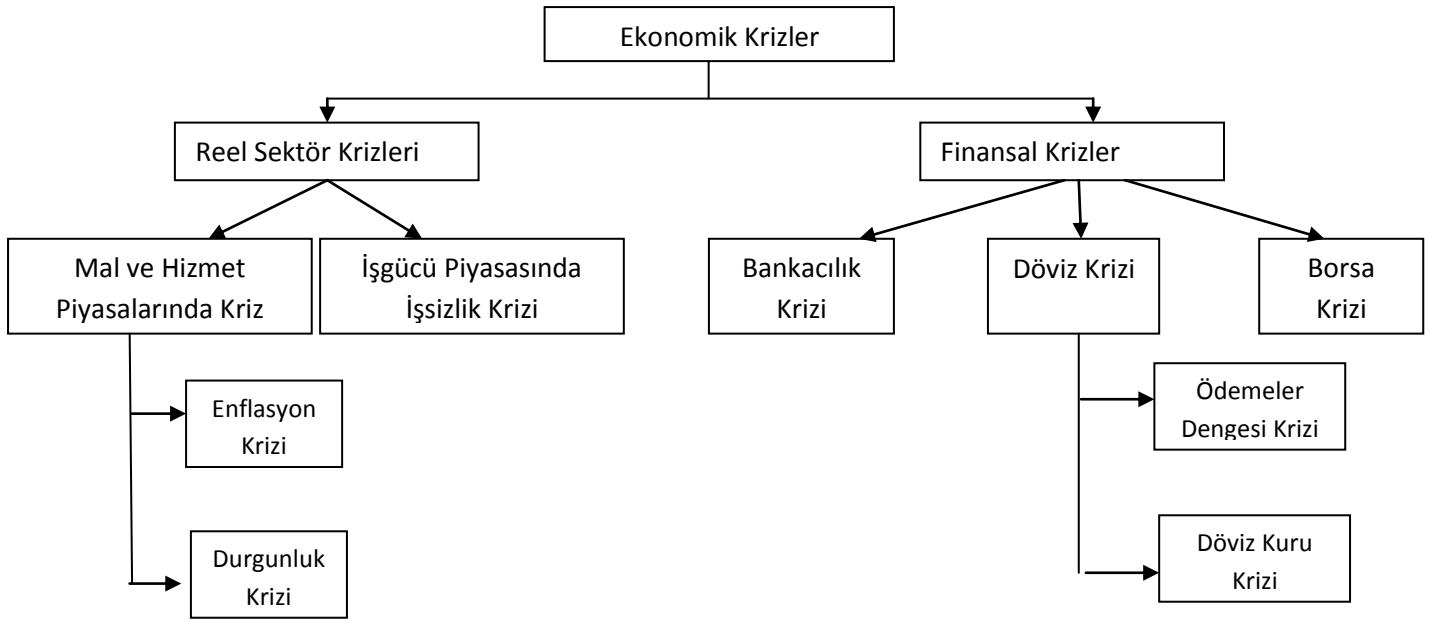 Ekonomik Krizler
Reel Sektör Krizleri
Finansal Krizler
Mal ve Hizmet
Piyasalarında Kriz
İşgücü Piyasasında
İşsizlik Krizi
Bankacılık
Krizi
Döviz Krizi
Borsa
Krizi
Enflasyon
Krizi
Ödemeler
Dengesi Krizi
Durgunluk
Krizi
Döviz Kuru
Krizi